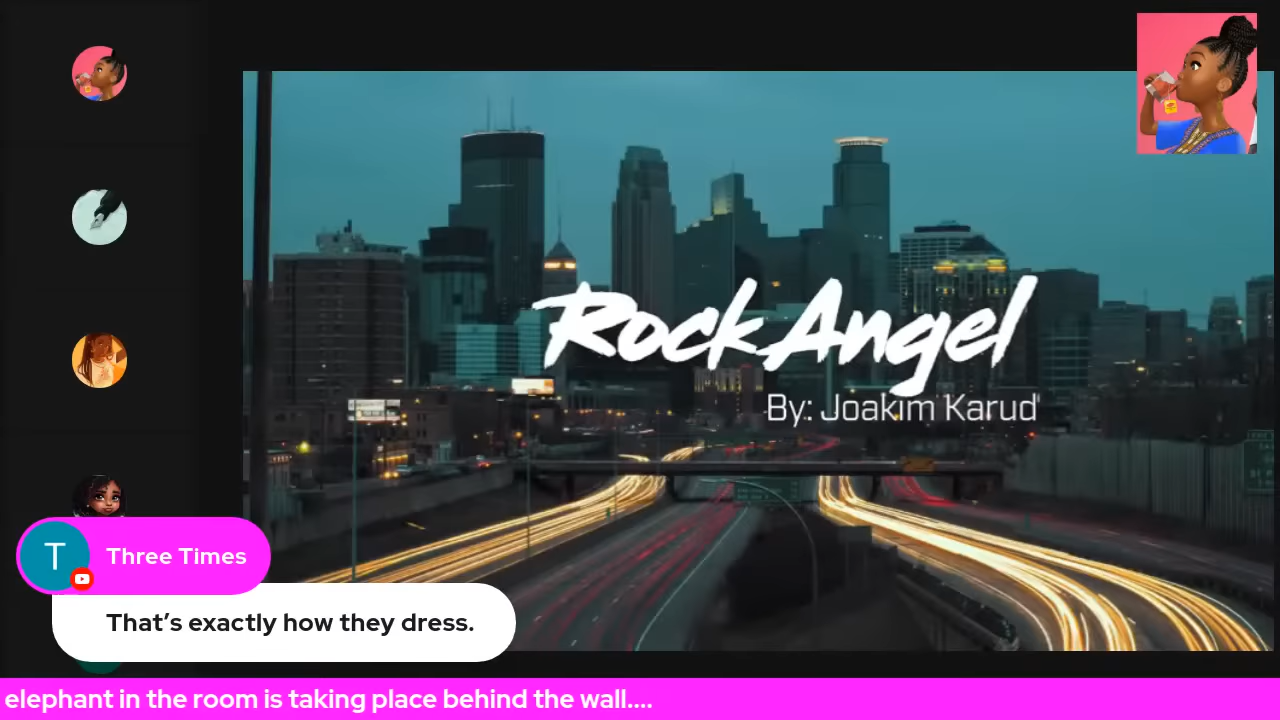 Rock Angel
By: Joakim Karud
T
Three Times
That's exactly how they dress.
elephant in the room is taking place behind the wall....